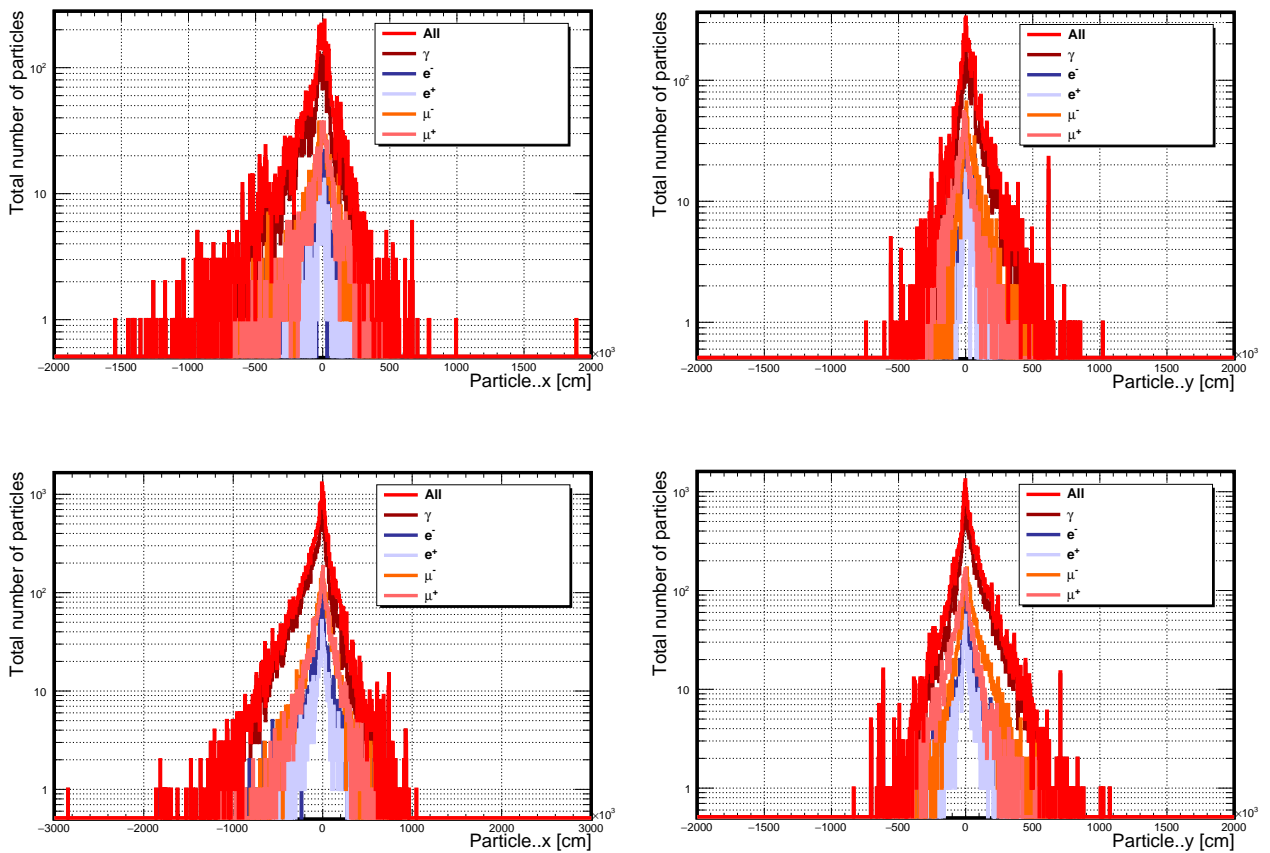 Total number of particles
10²
10
1
All
γ
e⁻
e⁺
μ⁻
μ⁺
−2000 −1500 −1000 −500 0 500 1000 1500 2000
×10³
Particle..x [cm]
Total number of particles
10²
10
1
All
γ
e⁻
e⁺
μ⁻
μ⁺
−2000 −1500 −1000 −500 0 500 1000 1500 2000
×10³
Particle..y [cm]
Total number of particles
10³
10²
10
1
All
γ
e⁻
e⁺
μ⁻
μ⁺
−3000 −2000 −1000 0 1000 2000 3000
×10³
Particle..x [cm]
Total number of particles
10³
10²
10
1
All
γ
e⁻
e⁺
μ⁻
μ⁺
−2000 −1500 −1000 −500 0 500 1000 1500 2000
×10³
Particle..y [cm]